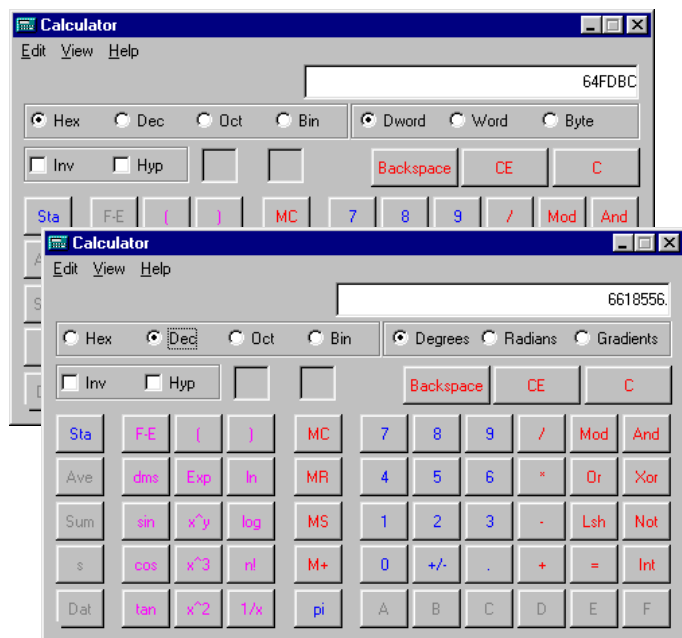 Calculator
Edit View Help
64FDBC
Hex Dec Oct Bin Dword Word Byte
Inv Hyp Backspace CE C
Sta F-E ( ) MC 7 8 9 / Mod And
Calculator
Edit View Help
6618556.
Hex Dec Oct Bin Degrees Radians Gradients
Inv Hyp Backspace CE C
Sta F-E ( ) MC 7 8 9 / Mod And
Ave dms Exp ln MR 4 5 6 * Or Xor
Sum sin x^y log MS 1 2 3 - Lsh Not
s cos x^3 n! M+ 0 +/- . + = Int
Dat tan x^2 1/x pi A B C D E F